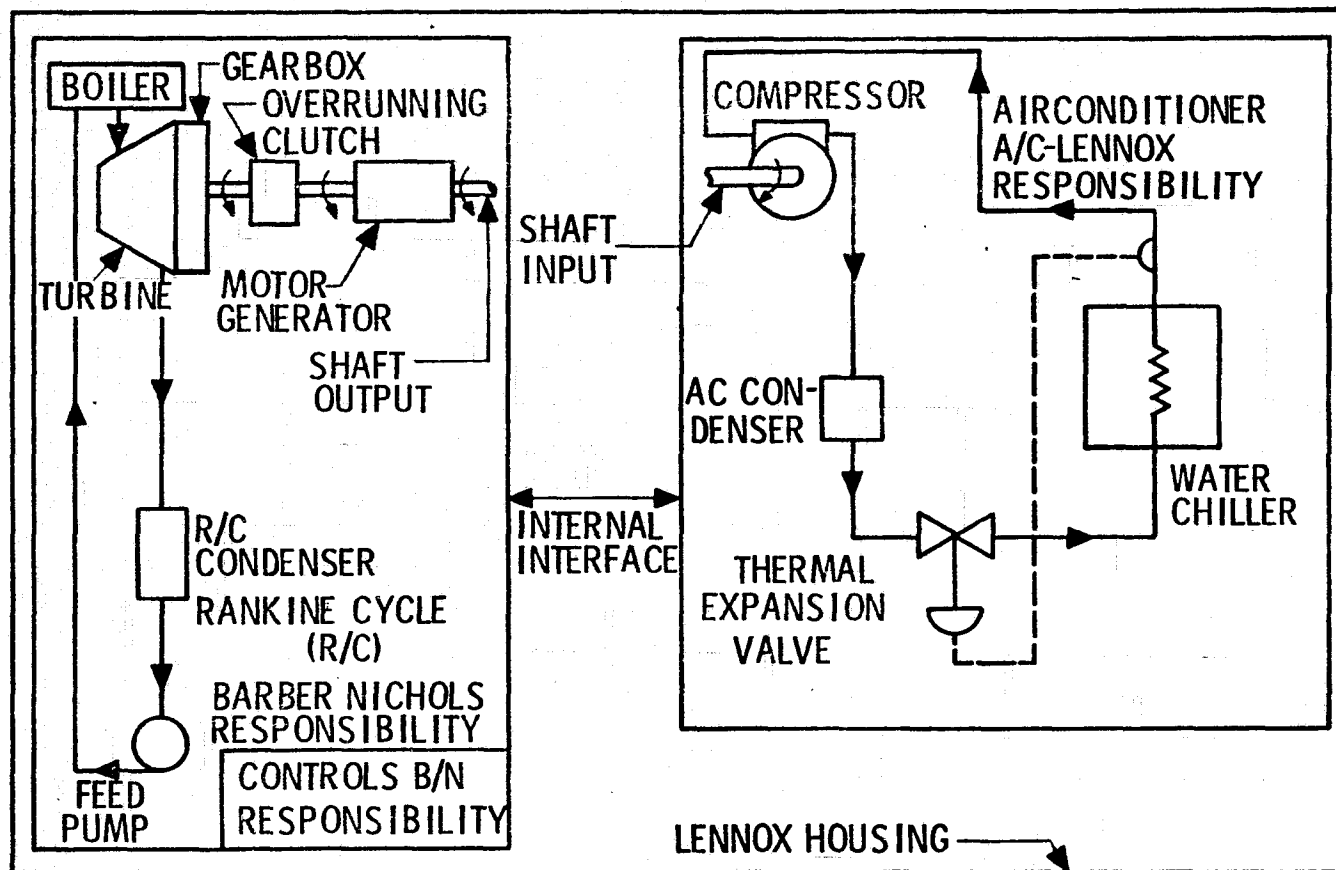 BOILER
GEARBOX
OVERRUNNING
CLUTCH
TURBINE
MOTOR
GENERATOR
SHAFT
OUTPUT
R/C
CONDENSER
RANKINE CYCLE
(R/C)
BARBER NICHOLS
RESPONSIBILITY
FEED
PUMP
CONTROLS B/N
RESPONSIBILITY
SHAFT
INPUT
INTERNAL
INTERFACE
COMPRESSOR
AIRCONDITIONER
A/C-LENNOX
RESPONSIBILITY
AC CON-
DENSER
WATER
CHILLER
THERMAL
EXPANSION
VALVE
LENNOX HOUSING